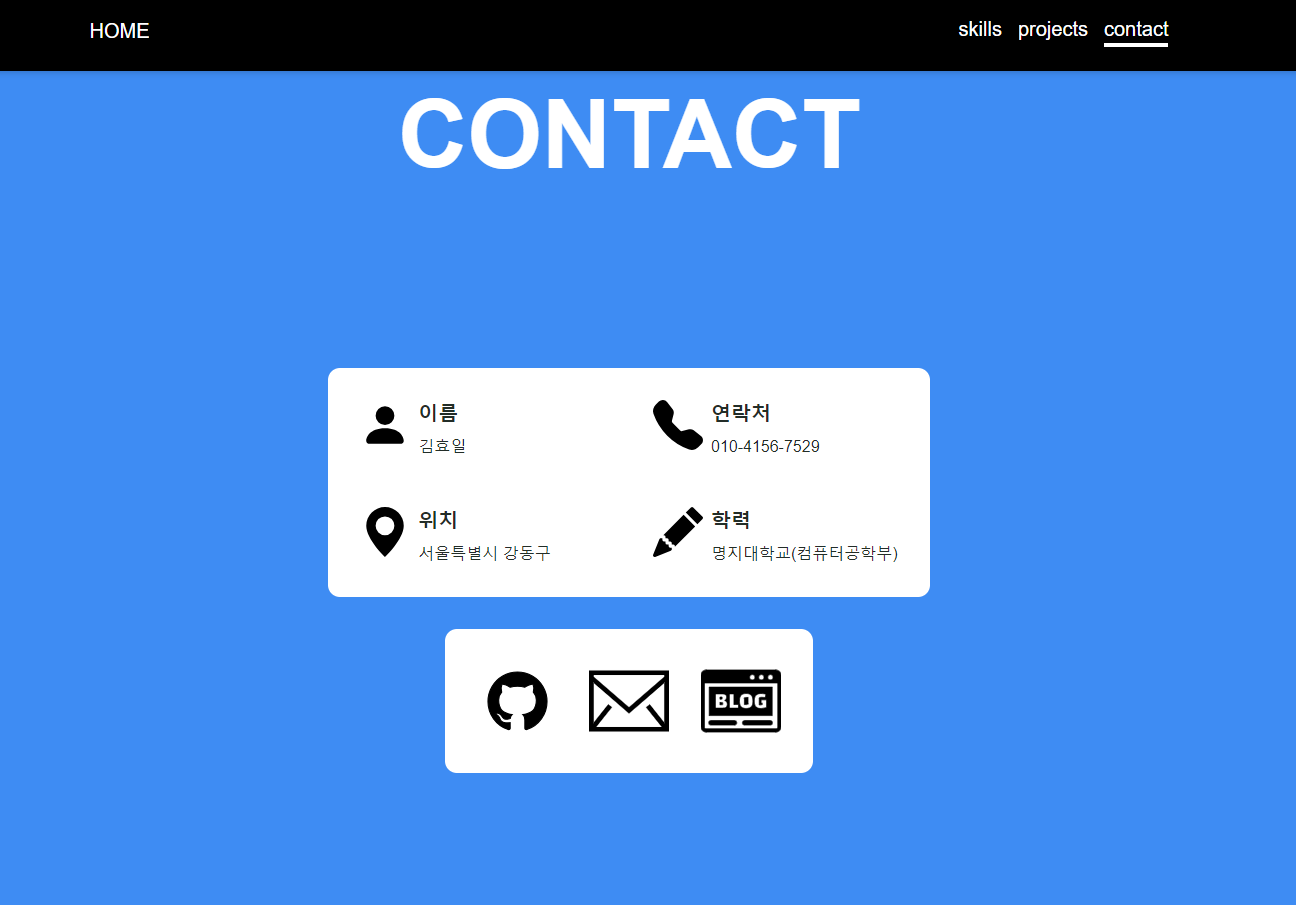 HOME
skills projects contact
CONTACT
이름
김효일
연락처
010-4156-7529
위치
서울특별시 강동구
학력
명지대학교(컴퓨터공학부)
BLOG